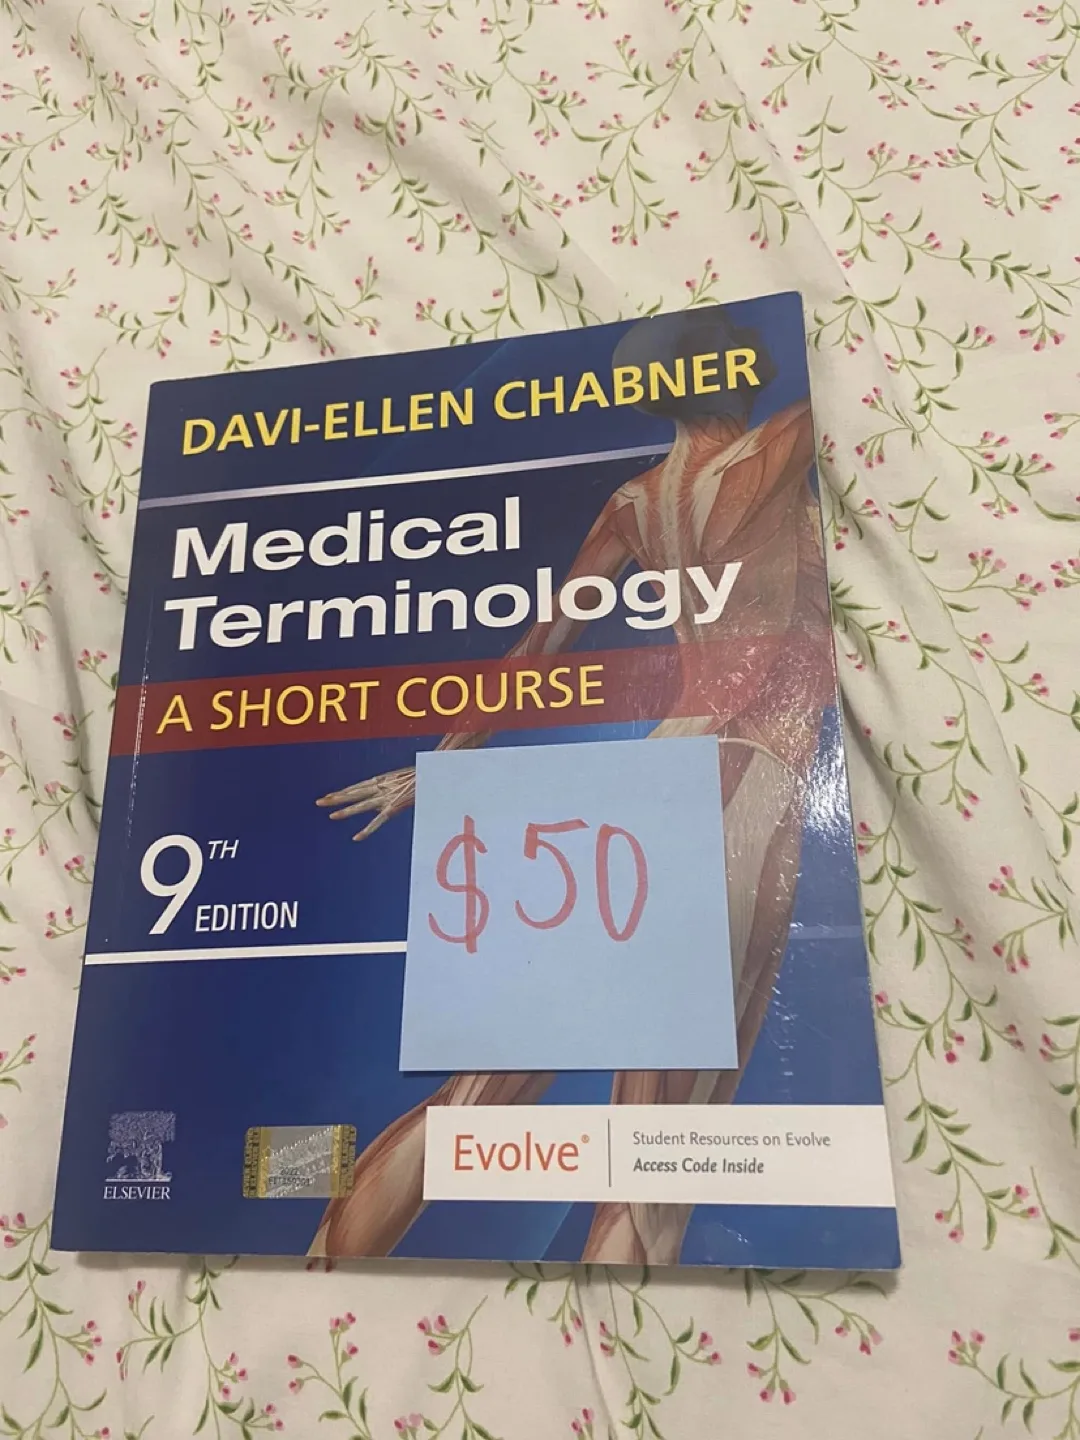 DAVI-ELLEN CHABNER
Medical
Terminology
A SHORT COURSE
9TH
EDITION
$50
ELSEVIER
Evolve®
Student Resources on Evolve
Access Code Inside